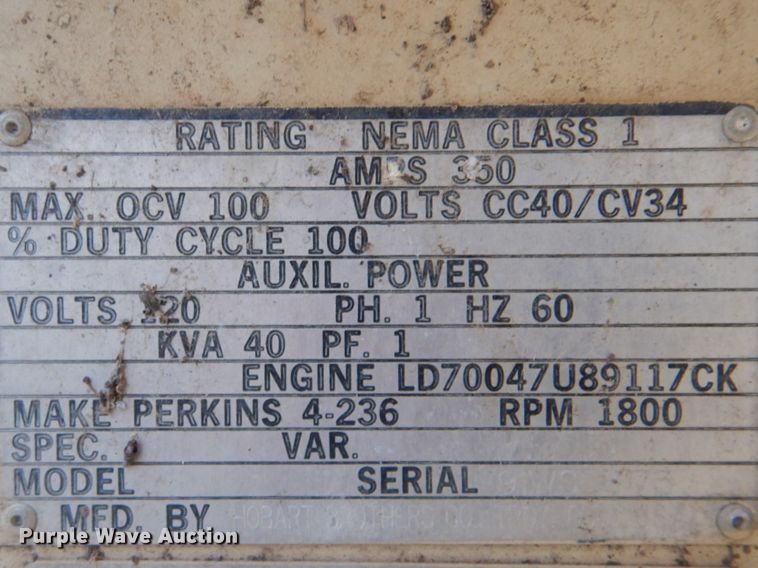 RATING NEMA CLASS 1
AMPS 350
MAX. OCV 100 VOLTS CC40/CV34
% DUTY CYCLE 100
AUXIL. POWER
VOLTS 120 PH. 1 HZ 60
KVA 40 PF. 1
ENGINE LD70047U89117CK
MAKE PERKINS 4-236 RPM 1800
SPEC. VAR.
MODEL SERIAL
MFD. BY HOBART BROTHERS
Purple Wave Auction